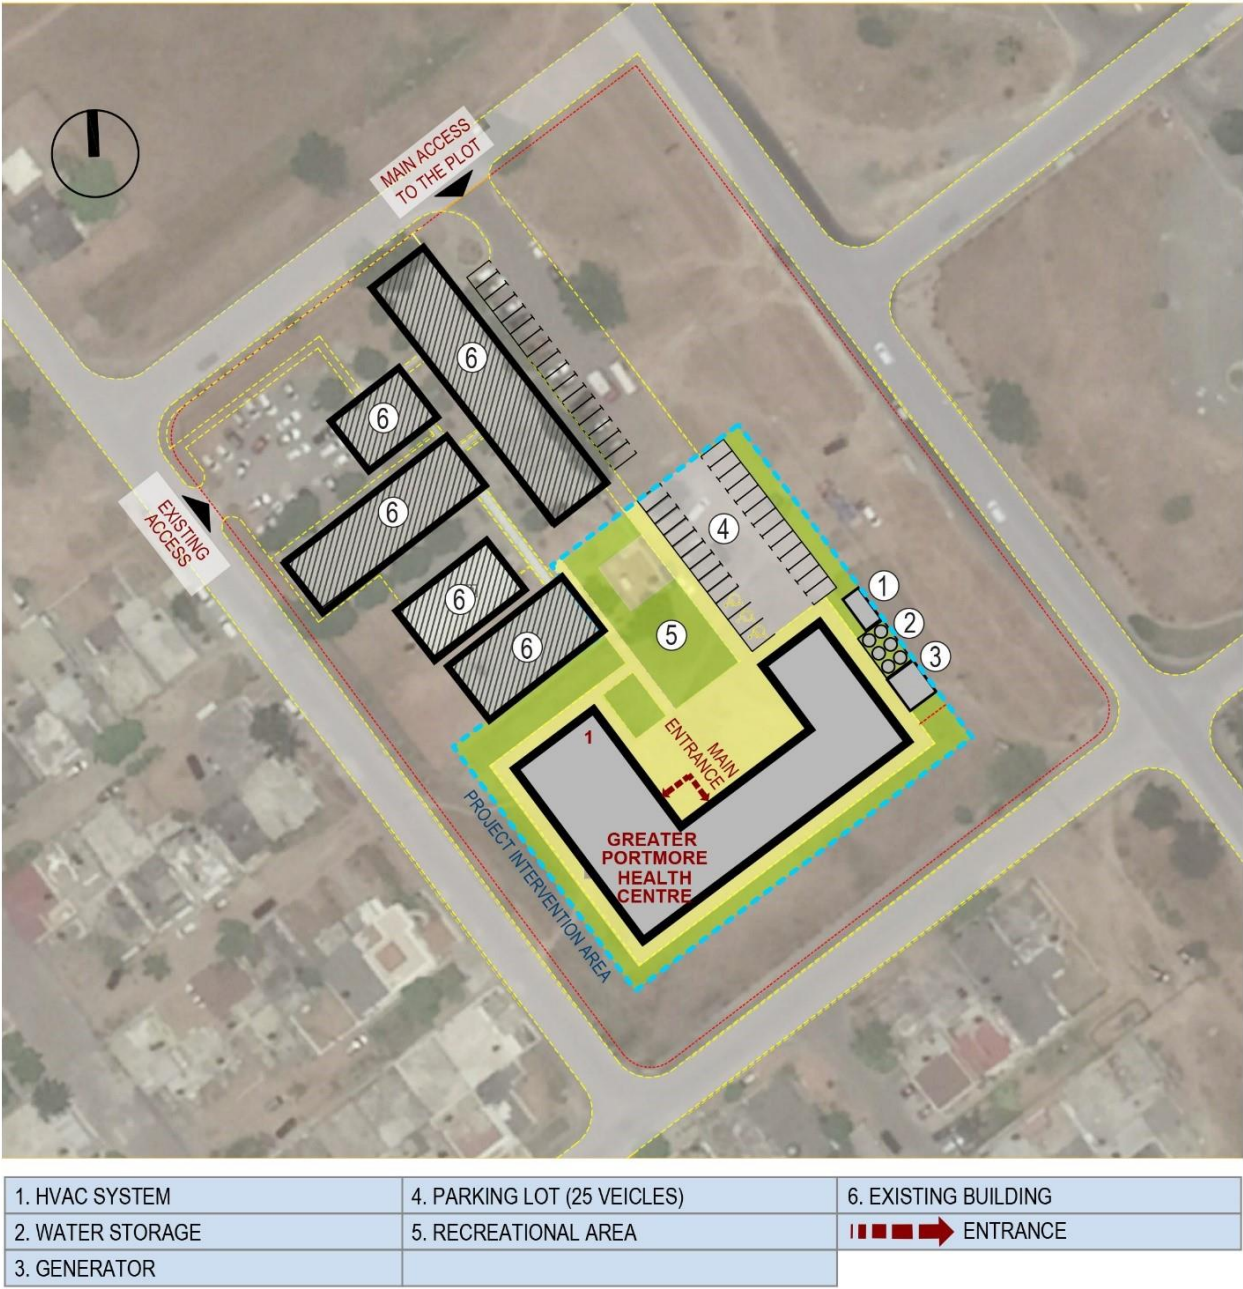 MAIN ACCESS
TO THE PLOT
EXISTING
ACCESS
6
6
6
6
6
4
5
1
2
3
1
MAIN
ENTRANCE
GREATER
PORTMORE
HEALTH
CENTRE
PROJECT INTERVENTION AREA
1. HVAC SYSTEM
4. PARKING LOT (25 VEICLES)
6. EXISTING BUILDING
2. WATER STORAGE
5. RECREATIONAL AREA
ENTRANCE
3. GENERATOR